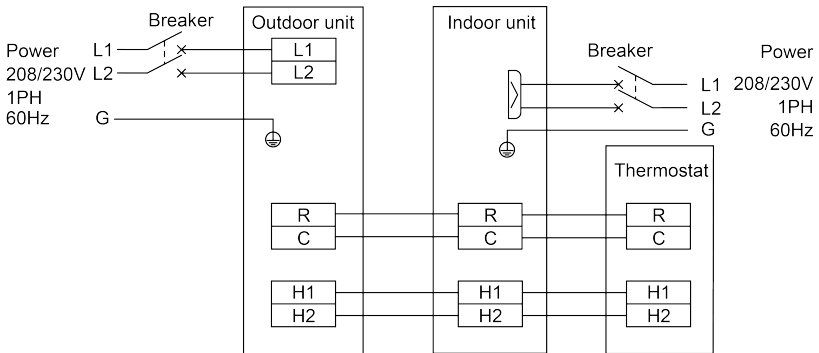 Breaker
Outdoor unit
Indoor unit
Power L1
L1
208/230V L2
L2
1PH
60Hz G
Breaker Power
L1 208/230V
L2 1PH
G 60Hz
Thermostat
R R R
C C C
H1 H1 H1
H2 H2 H2